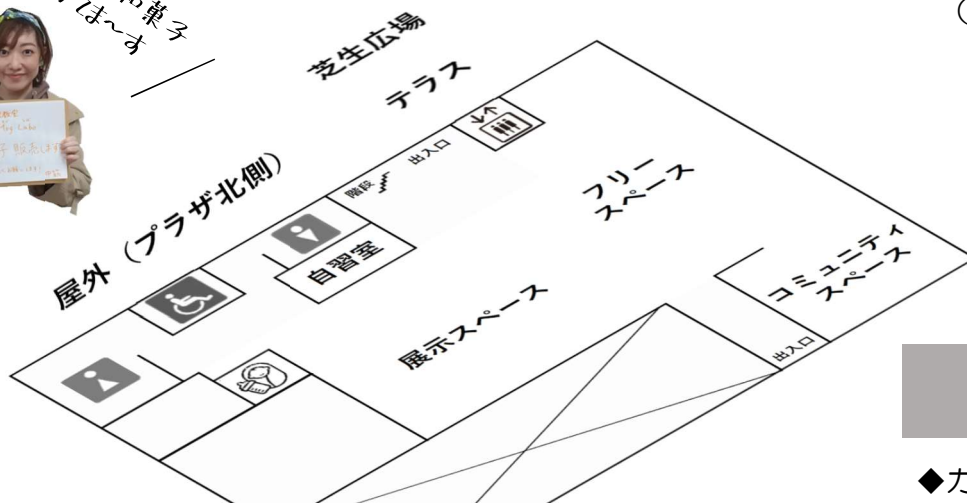 菓子
芝生広場
テラス
出入口
階段
屋外（プラザ北側）
自習室
フリー
スペース
コミュニティ
スペース
展示スペース
出入口